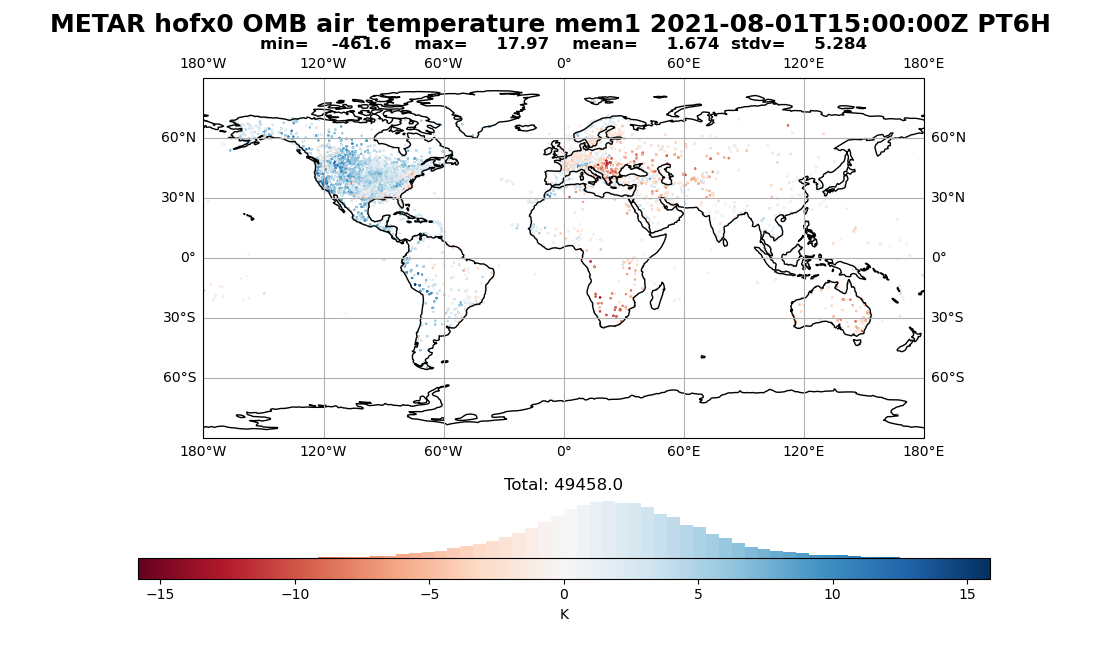 METAR hofx0 OMB air_temperature mem1 2021-08-01T15:00:00Z PT6H
min= -461.6 max= 17.97 mean= 1.674 stdv= 5.284
180°W 120°W 60°W 0° 60°E 120°E 180°E
60°N 60°N
30°N 30°N
0° 0°
30°S 30°S
60°S 60°S
180°W 120°W 60°W 0° 60°E 120°E 180°E
Total: 49458.0
−15 −10 −5 0 5 10 15
K